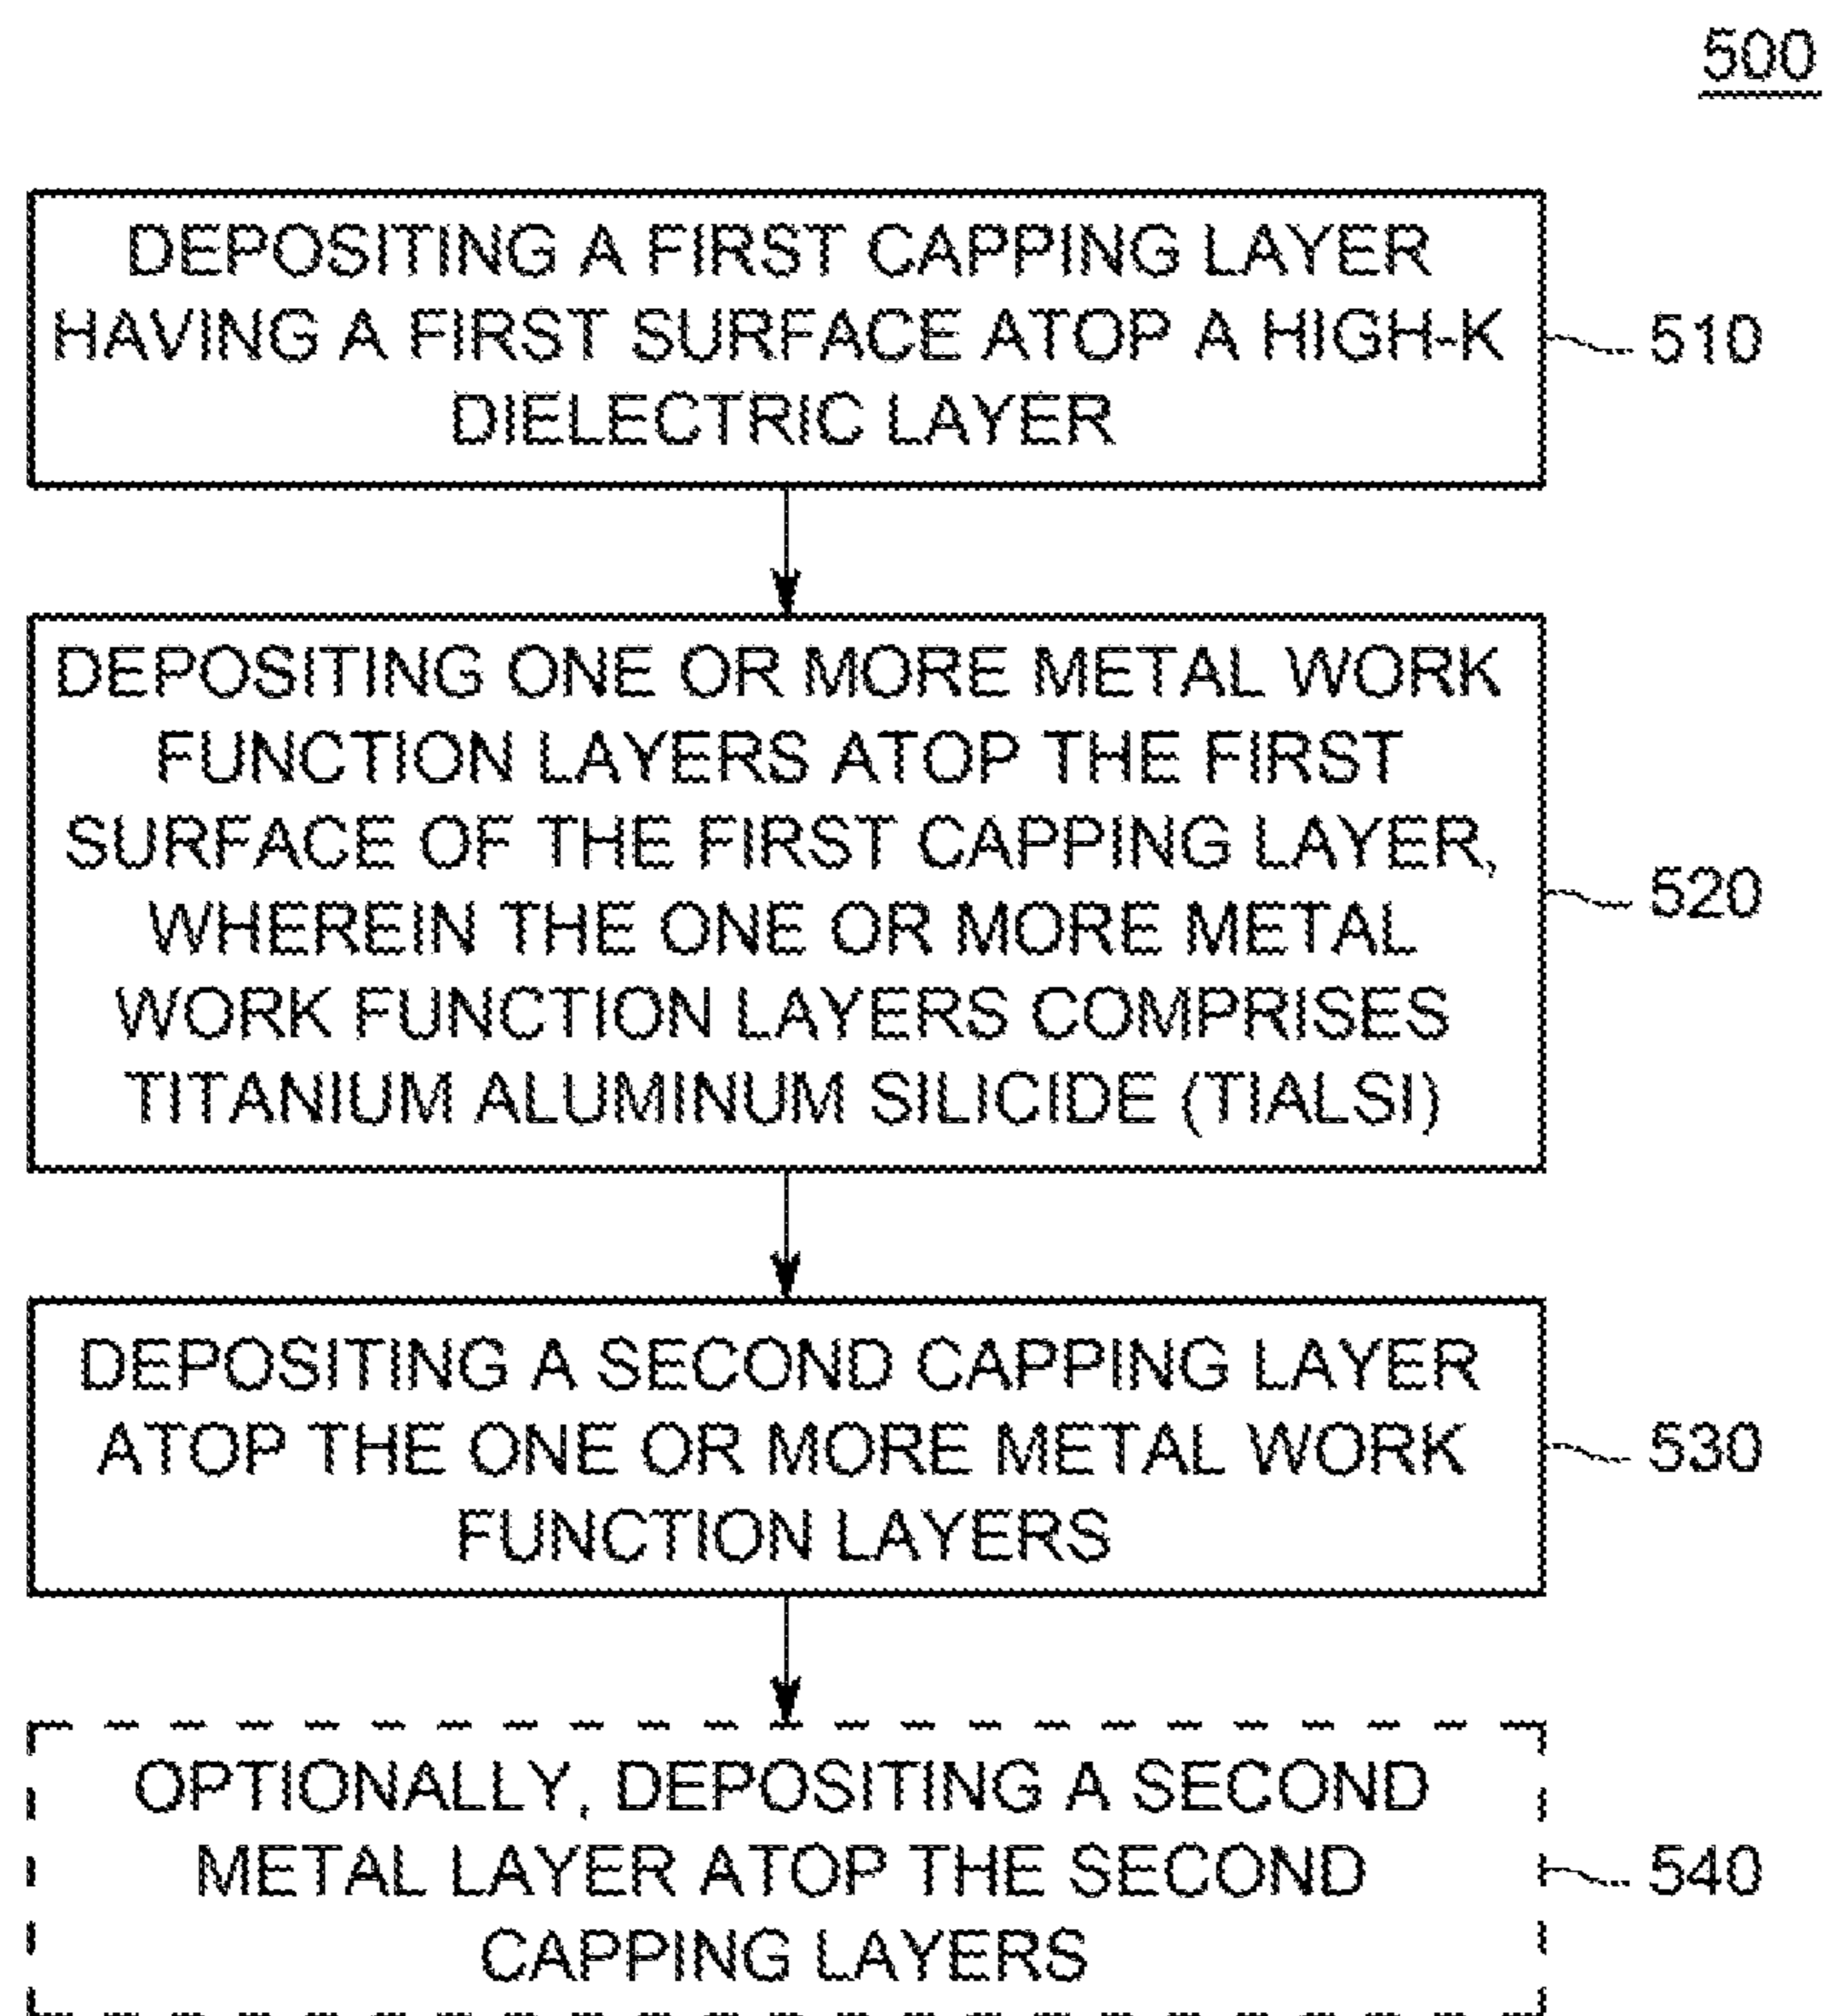 500
DEPOSITING A FIRST CAPPING LAYER
HAVING A FIRST SURFACE ATOP A HIGH-K
DIELECTRIC LAYER
510
DEPOSITING ONE OR MORE METAL WORK
FUNCTION LAYERS ATOP THE FIRST
SURFACE OF THE FIRST CAPPING LAYER,
WHEREIN THE ONE OR MORE METAL
WORK FUNCTION LAYERS COMPRISES
TITANIUM ALUMINUM SILICIDE (TIALSI)
520
DEPOSITING A SECOND CAPPING LAYER
ATOP THE ONE OR MORE METAL WORK
FUNCTION LAYERS
530
OPTIONALLY, DEPOSITING A SECOND
METAL LAYER ATOP THE SECOND
CAPPING LAYERS
540